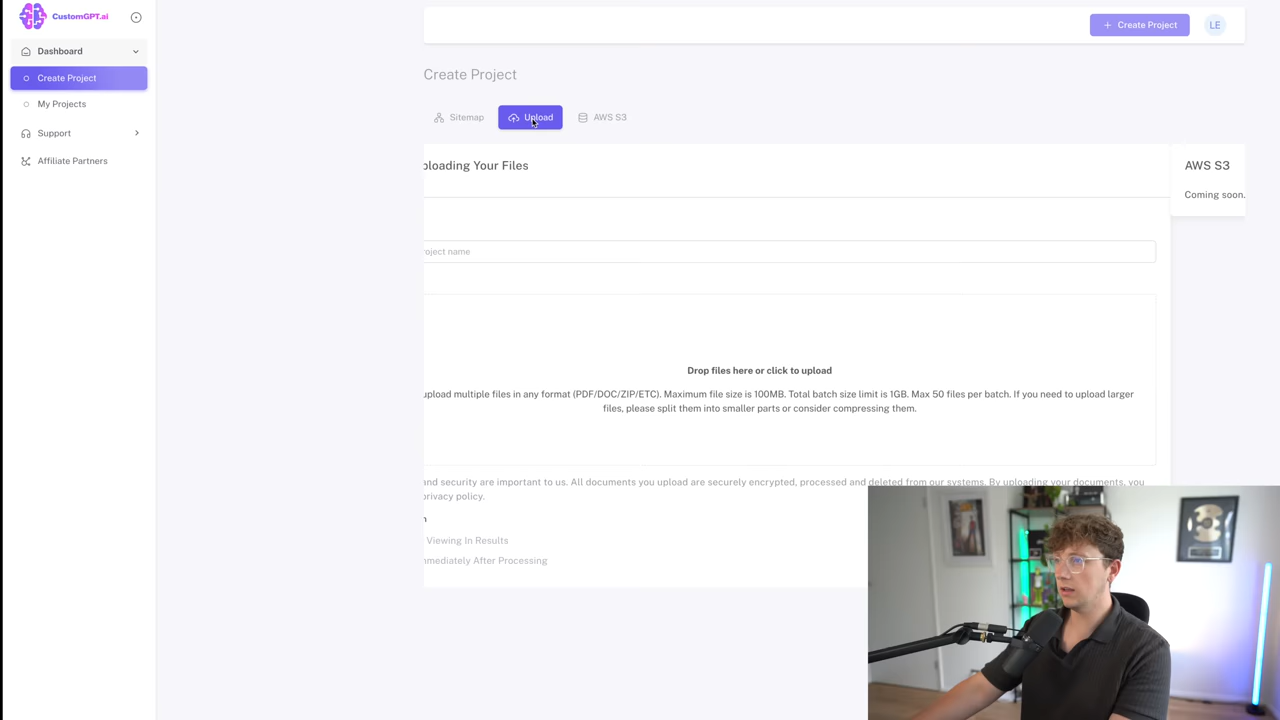 CustomGPT.ai
Dashboard
Create Project
My Projects
Support
Affiliate Partners
Create Project
LE
Create Project
Sitemap
Upload
AWS S3
ploading Your Files
AWS S3
Coming soon.
oject name
Drop files here or click to upload
upload multiple files in any format (PDF/DOC/ZIP/ETC). Maximum file size is 100MB. Total batch size limit is 1GB. Max 50 files per batch. If you need to upload larger
files, please split them into smaller parts or consider compressing them.
and security are important to us. All documents you upload are securely encrypted, processed and deleted from our systems. By uploading your documents, you
privacy policy.
n
Viewing In Results
mmediately After Processing